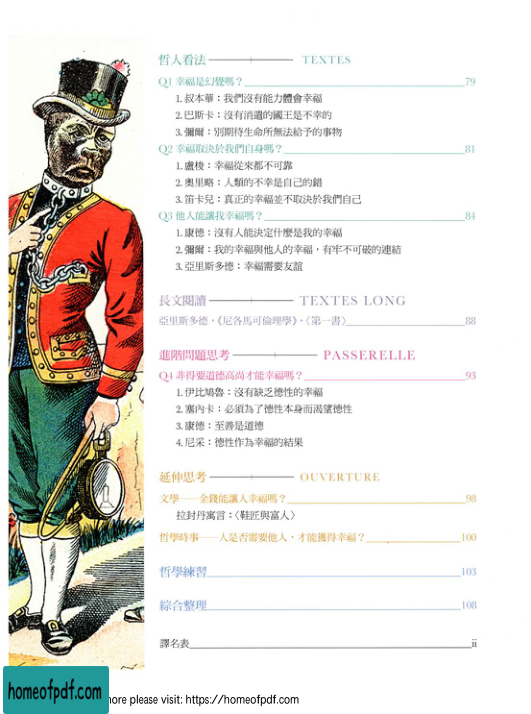 哲人看法 TEXTES
Q1 幸福是幻覺嗎？ 79
1. 叔本華：我們沒有能力體會幸福
2. 巴斯卡：沒有消遣的國王是不幸的
3. 彌爾：別期待生命所無法給予的事物
Q2 幸福取決於我們自身嗎？ 81
1. 盧梭：幸福從來都不可靠
2. 奧里略：人類的不幸是自己的錯
3. 笛卡兒：真正的幸福並不取決於我們自己
Q3 他人能讓我幸福嗎？ 84
1. 康德：沒有人能決定什麼是我的幸福
2. 彌爾：我的幸福與他人的幸福，有牢不可破的連結
3. 亞里斯多德：幸福需要友誼
長文閱讀 TEXTES LONG
亞里斯多德，《尼各馬可倫理學》，〈第一書〉 88
進階問題思考 PASSERELLE
Q4 非得要道德高尚才能幸福嗎？ 93
1. 伊比鳩魯：沒有缺乏德性的幸福
2. 塞內卡：必須為了德性本身而渴望德性
3. 康德：至善是道德
4. 尼采：德性作為幸福的結果
延伸思考 OUVERTURE
文學──金錢能讓人幸福嗎？ 98
拉封丹寓言：〈鞋匠與富人〉
哲學時事──人是否需要他人，才能獲得幸福？ 100
哲學練習 103
綜合整理 108
譯名表 ii
homeofpdf.com
more please visit: https://homeofpdf.com